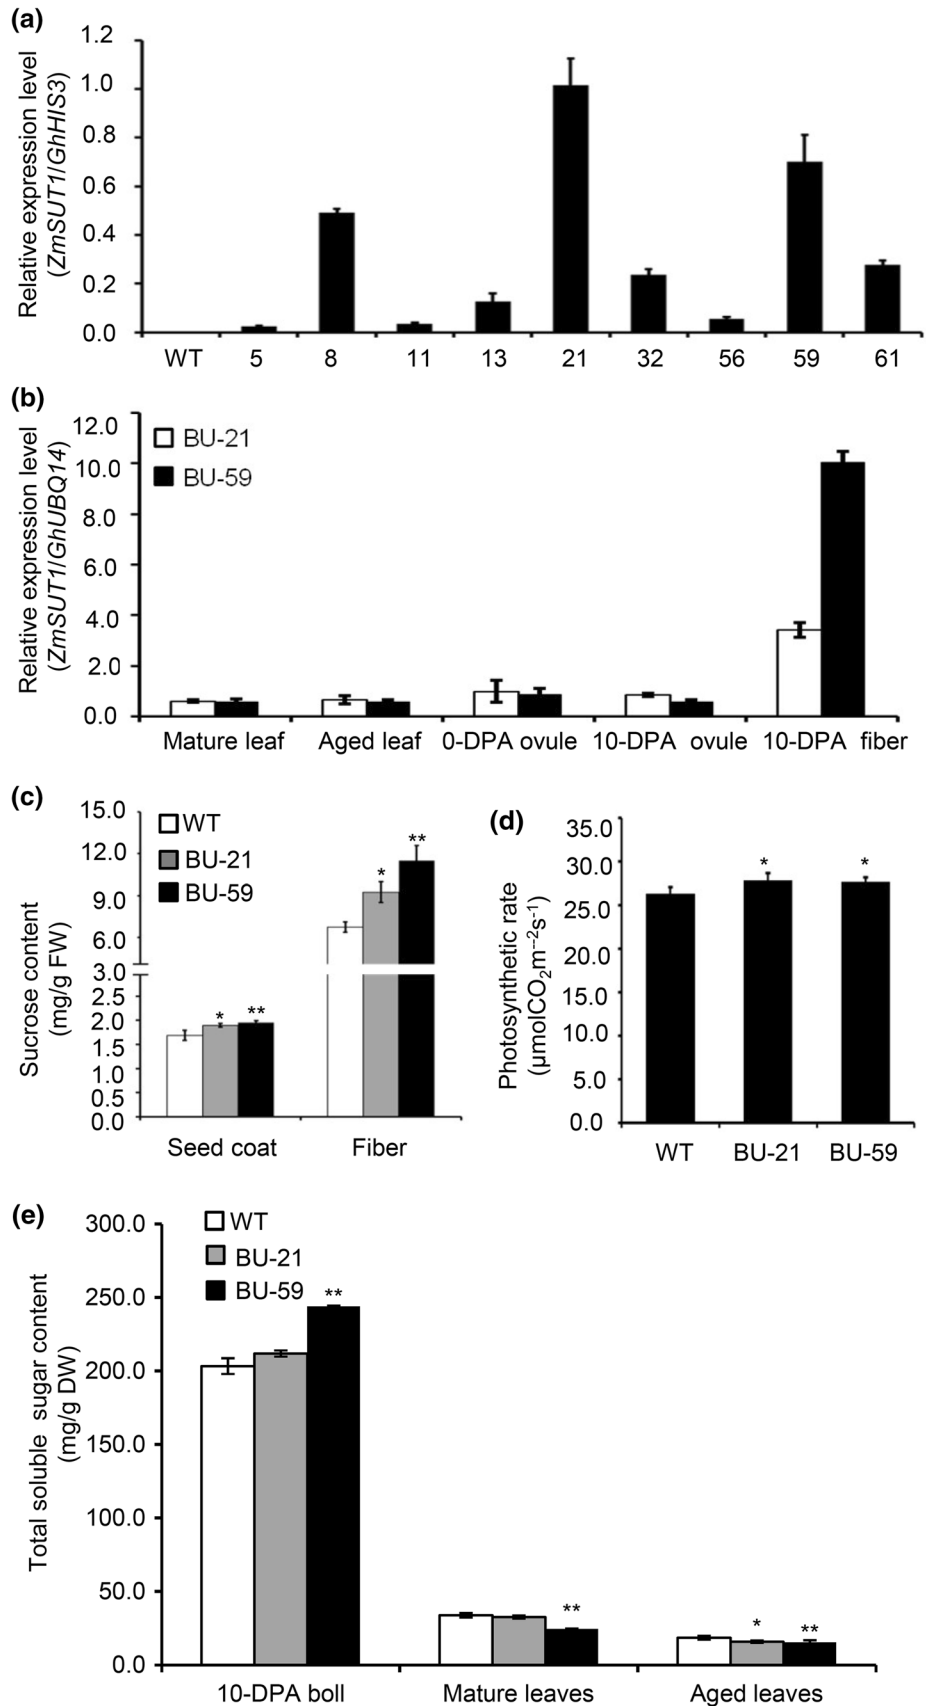 (a)
Relative expression level
(ZmSUT1/GhHIS3)
1.2
1.0
0.8
0.6
0.4
0.2
0.0
WT 5 8 11 13 21 32 56 59 61
(b)
Relative expression level
(ZmSUT1/GhUBQ14)
12.0
10.0
8.0
6.0
4.0
2.0
0.0
BU-21
BU-59
Mature leaf Aged leaf 0-DPA ovule 10-DPA ovule 10-DPA fiber
(c)
Sucrose content
(mg/g FW)
15.0
12.0
9.0
6.0
3.0
2.5
2.0
1.5
1.0
0.5
0.0
WT
BU-21
BU-59
* ** * **
Seed coat Fiber
(d)
Photosynthetic rate
(µmolCO2m–2s-1)
35.0
30.0
25.0
20.0
15.0
10.0
5.0
0.0
* *
WT BU-21 BU-59
(e)
Total soluble sugar content
(mg/g DW)
300.0
250.0
200.0
150.0
100.0
50.0
0.0
WT
BU-21
BU-59
** ** * **
10-DPA boll Mature leaves Aged leaves